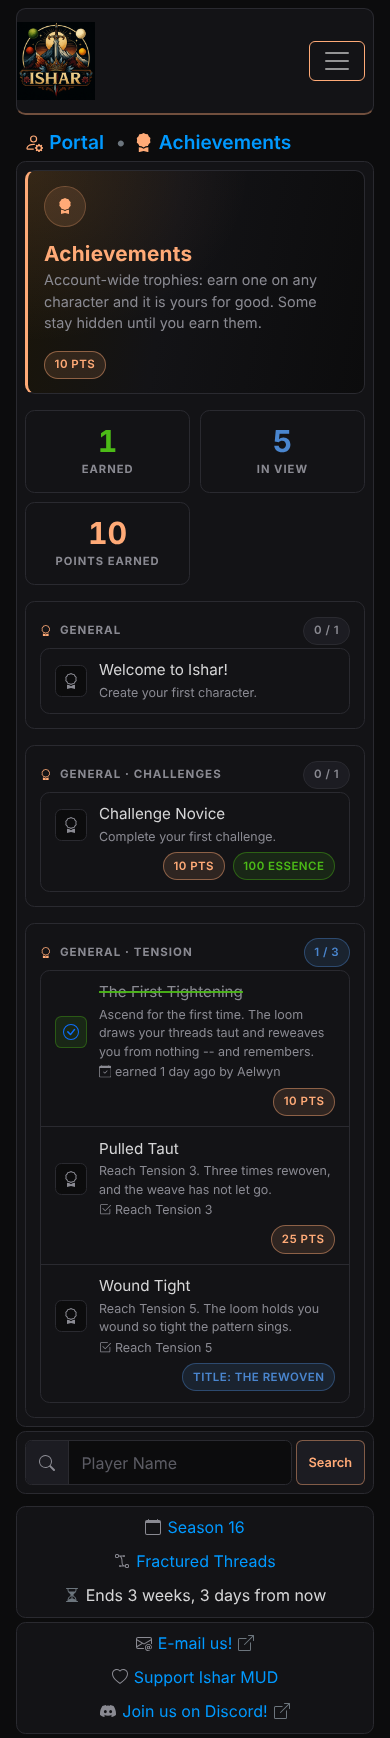 ISHAR
Portal • Achievements
Achievements
Account-wide trophies: earn one on any
character and it is yours for good. Some
stay hidden until you earn them.
10 PTS
1
EARNED
5
IN VIEW
10
POINTS EARNED
GENERAL 0 / 1
Welcome to Ishar!
Create your first character.
GENERAL · CHALLENGES 0 / 1
Challenge Novice
Complete your first challenge.
10 PTS 100 ESSENCE
GENERAL · TENSION 1 / 3
The First Tightening
Ascend for the first time. The loom
draws your threads taut and reweaves
you from nothing -- and remembers.
earned 1 day ago by Aelwyn
10 PTS
Pulled Taut
Reach Tension 3. Three times rewoven,
and the weave has not let go.
Reach Tension 3
25 PTS
Wound Tight
Reach Tension 5. The loom holds you
wound so tight the pattern sings.
Reach Tension 5
TITLE: THE REWOVEN
Player Name Search
Season 16
Fractured Threads
Ends 3 weeks, 3 days from now
E-mail us!
Support Ishar MUD
Join us on Discord!